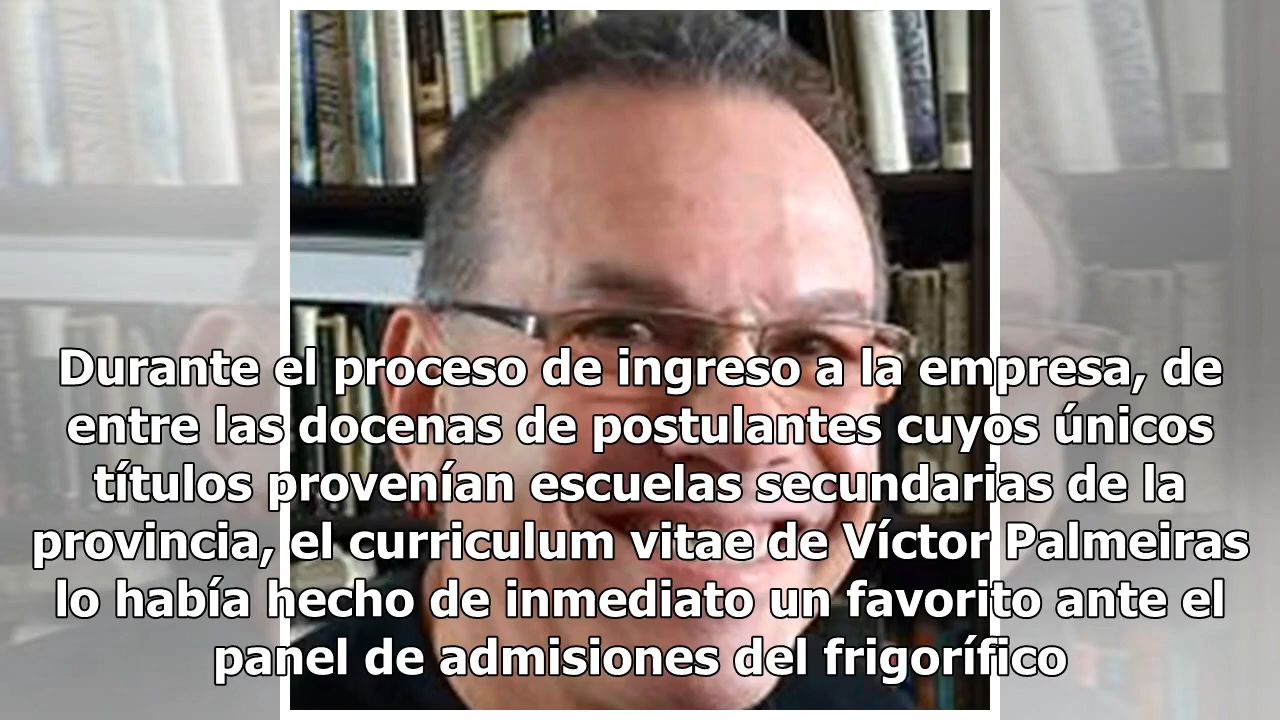 Durante el proceso de ingreso a la empresa, de
entre las docenas de postulantes cuyos únicos
títulos provenían escuelas secundarias de la
provincia, el curriculum vitae de Víctor Palmeiras
lo había hecho de inmediato un favorito ante el
panel de admisiones del frigorífico